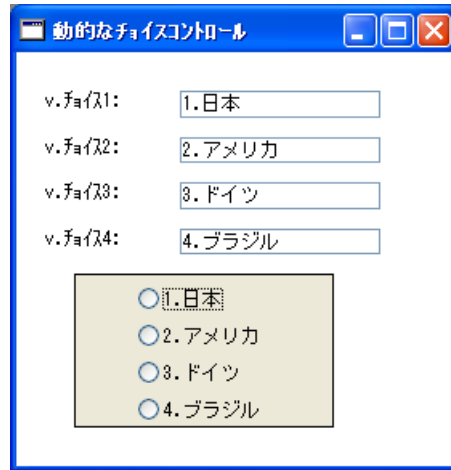 動的なﾁｮｲｽｺﾝﾄﾛｰﾙ
v.ﾁｮｲｽ1: 1.日本
v.ﾁｮｲｽ2: 2.アメリカ
v.ﾁｮｲｽ3: 3.ドイツ
v.ﾁｮｲｽ4: 4.ブラジル
1.日本
2.アメリカ
3.ドイツ
4.ブラジル